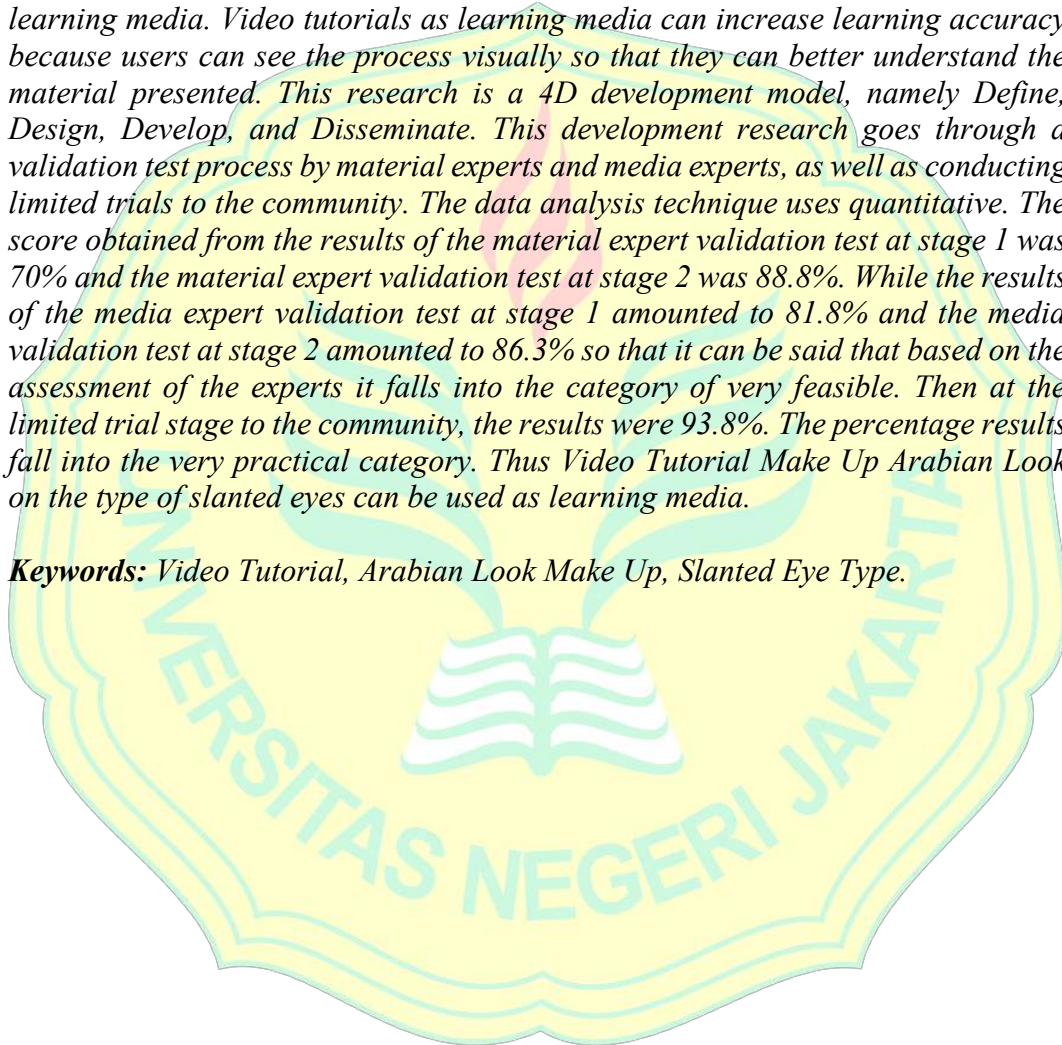 learning media. Video tutorials as learning media can increase learning accuracy
because users can see the process visually so that they can better understand the
material presented. This research is a 4D development model, namely Define,
Design, Develop, and Disseminate. This development research goes through a
validation test process by material experts and media experts, as well as conducting
limited trials to the community. The data analysis technique uses quantitative. The
score obtained from the results of the material expert validation test at stage 1 was
70% and the material expert validation test at stage 2 was 88.8%. While the results
of the media expert validation test at stage 1 amounted to 81.8% and the media
validation test at stage 2 amounted to 86.3% so that it can be said that based on the
assessment of the experts it falls into the category of very feasible. Then at the
limited trial stage to the community, the results were 93.8%. The percentage results
fall into the very practical category. Thus Video Tutorial Make Up Arabian Look
on the type of slanted eyes can be used as learning media.
Keywords: Video Tutorial, Arabian Look Make Up, Slanted Eye Type.
UNIVERSITAS NEGERI JAKARTA